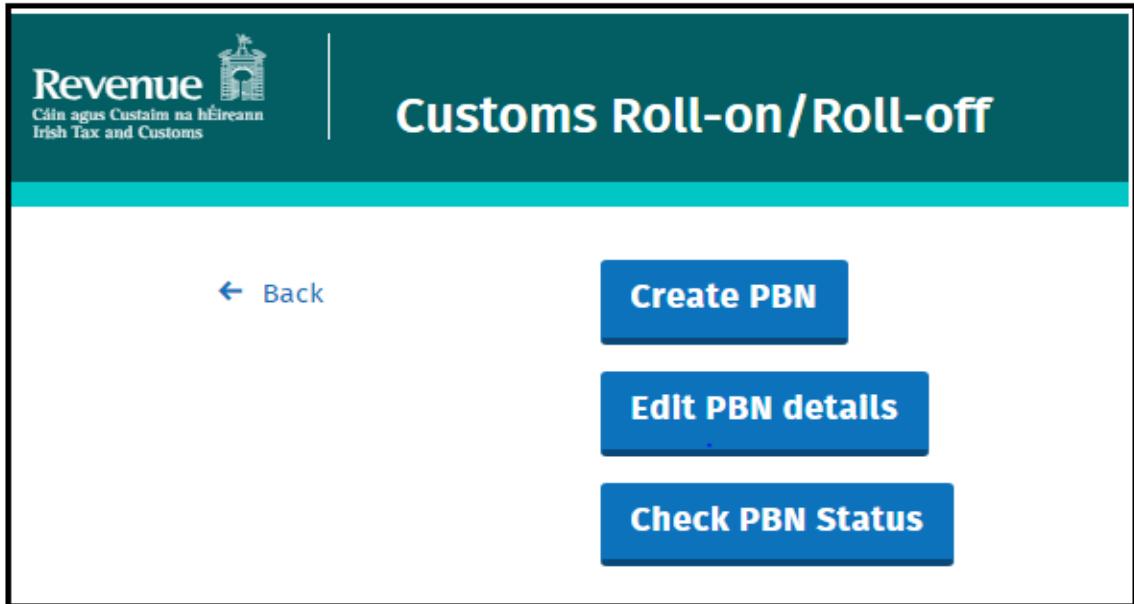 Revenue
Cáin agus Custaim na hÉireann
Irish Tax and Customs
Customs Roll-on/Roll-off
← Back
Create PBN
Edit PBN details
Check PBN Status